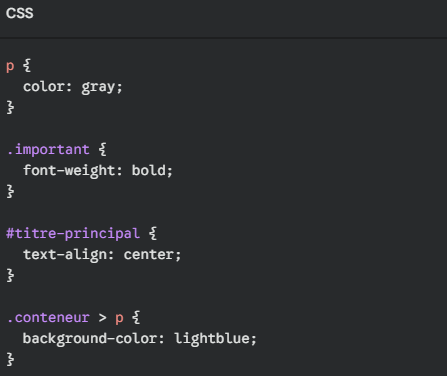 CSS
p {
  color: gray;
}
.important {
  font-weight: bold;
}
#titre-principal {
  text-align: center;
}
.conteneur > p {
  background-color: lightblue;
}